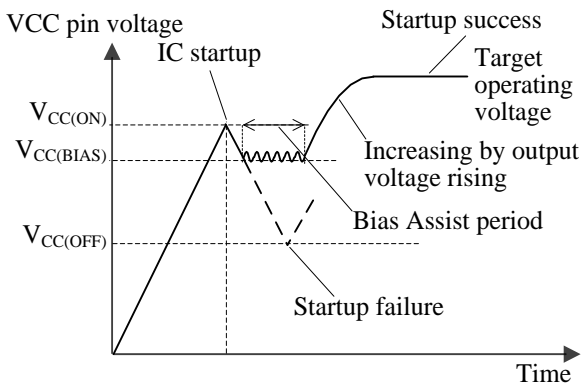 VCC pin voltage
Startup success
IC startup
Target
operating
voltage
VCC(ON)
VCC(BIAS)
Increasing by output
voltage rising
Bias Assist period
VCC(OFF)
Startup failure
Time